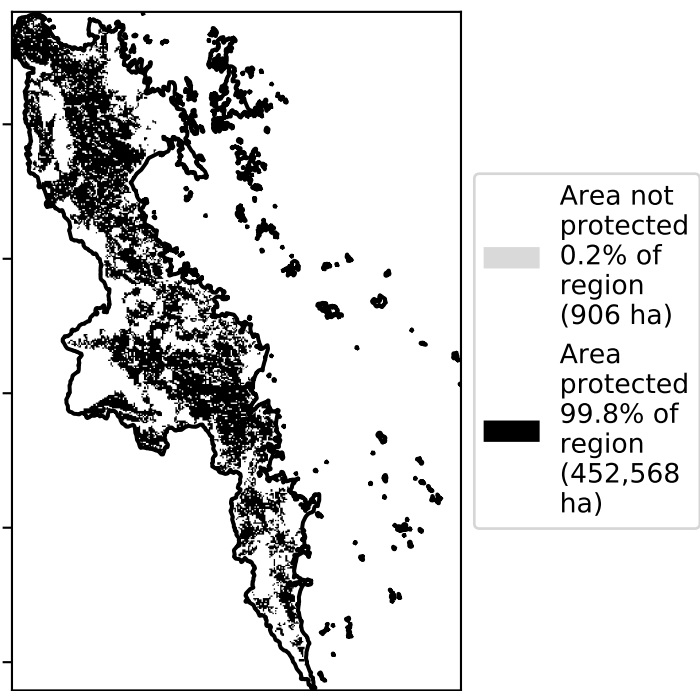 Area not
protected
0.2% of
region
(906 ha)
Area
protected
99.8% of
region
(452,568
ha)